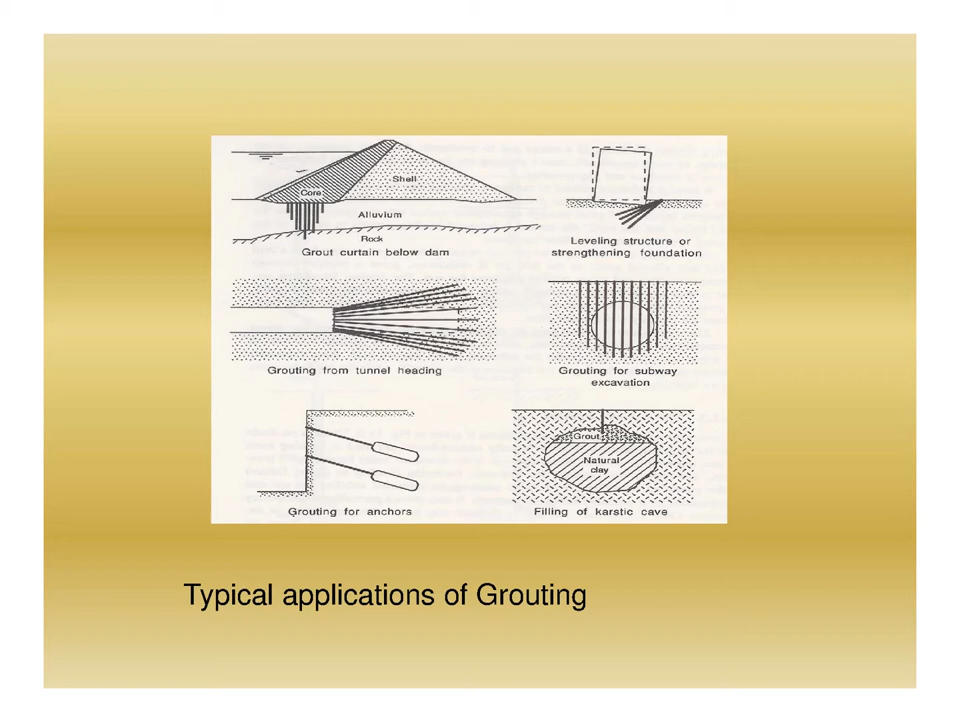 Shell
Core
Alluvium
Rock
Grout curtain below dam
Leveling structure or
strengthening foundation
Grouting from tunnel heading
Grouting for subway
excavation
Grouting for anchors
Grout
Natural
clay
Filling of karstic cave
Typical applications of Grouting